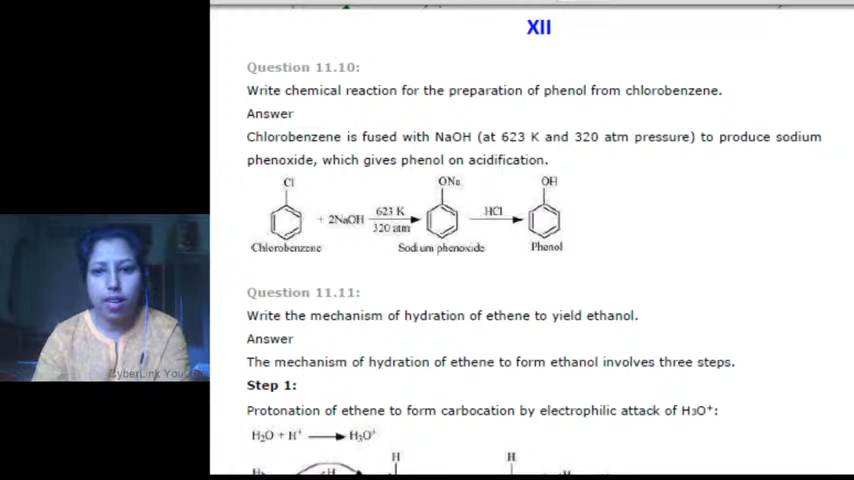 XII
Question 11.10:
Write chemical reaction for the preparation of phenol from chlorobenzene.
Answer
Chlorobenzene is fused with NaOH (at 623 K and 320 atm pressure) to produce sodium
phenoxide, which gives phenol on acidification.
Cl
ONa
OH
+ 2NaOH
623 K
320 atm
HCl
Chlorobenzene
Sodium phenoxide
Phenol
Question 11.11:
Write the mechanism of hydration of ethene to yield ethanol.
Answer
The mechanism of hydration of ethene to form ethanol involves three steps.
Step 1:
Protonation of ethene to form carbocation by electrophilic attack of H₃O⁺:
H₂O + H⁺ ⟶ H₃O⁺
H
H
CyberLink